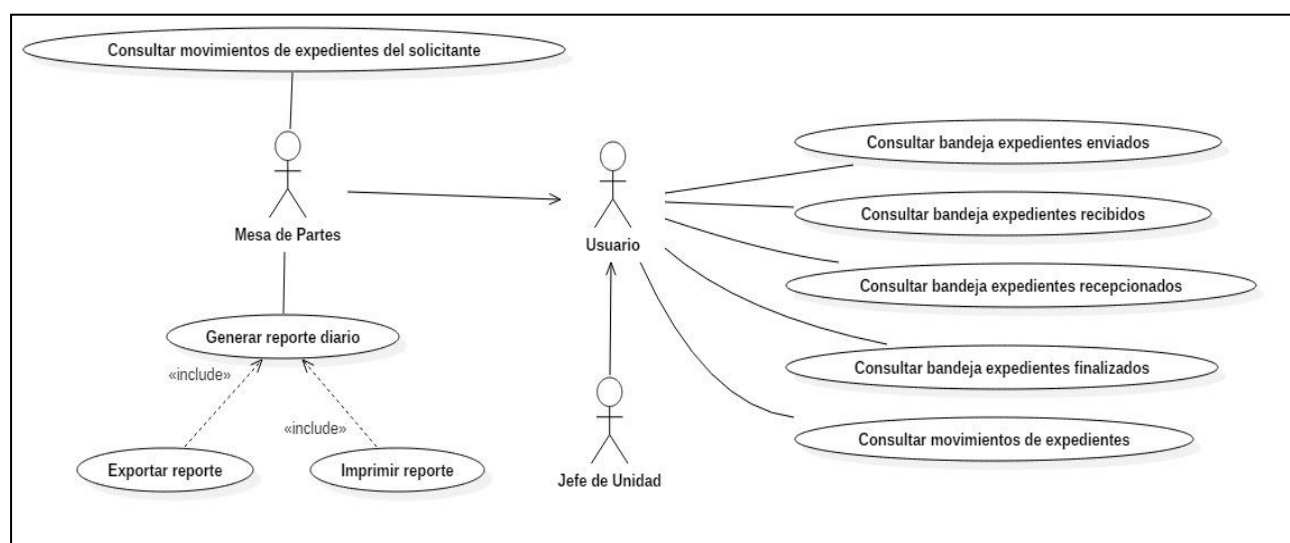 Consultar movimientos de expedientes del solicitante
Mesa de Partes
Generar reporte diario
«include»
«include»
Exportar reporte
Imprimir reporte
Usuario
Jefe de Unidad
Consultar bandeja expedientes enviados
Consultar bandeja expedientes recibidos
Consultar bandeja expedientes recepcionados
Consultar bandeja expedientes finalizados
Consultar movimientos de expedientes